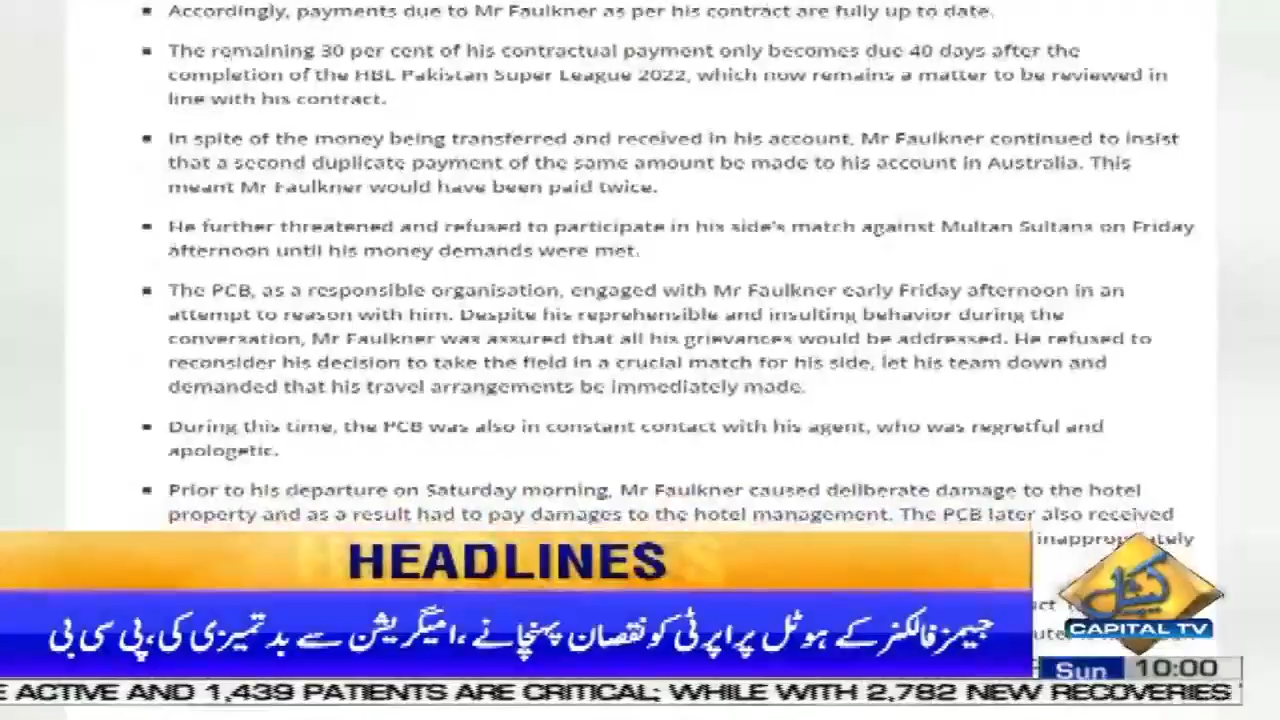 Accordingly, payments due to Mr Faulkner as per his contract are fully up to date.
▪ The remaining 30 per cent of his contractual payment only becomes due 40 days after the
completion of the HBL Pakistan Super League 2022, which now remains a matter to be reviewed in
line with his contract.
▪ In spite of the money being transferred and received in his account, Mr Faulkner continued to insist
that a second duplicate payment of the same amount be made to his account in Australia. This
meant Mr Faulkner would have been paid twice.
▪ He further threatened and refused to participate in his side's match against Multan Sultans on Friday
afternoon until his money demands were met.
▪ The PCB, as a responsible organisation, engaged with Mr Faulkner early Friday afternoon in an
attempt to reason with him. Despite his reprehensible and insulting behavior during the
conversation, Mr Faulkner was assured that all his grievances would be addressed. He refused to
reconsider his decision to take the field in a crucial match for his side, let his team down and
demanded that his travel arrangements be immediately made.
▪ During this time, the PCB was also in constant contact with his agent, who was regretful and
apologetic.
▪ Prior to his departure on Saturday morning, Mr Faulkner caused deliberate damage to the hotel
property and as a result had to pay damages to the hotel management. The PCB later also received
HEADLINES
جیمز فالکنر کے ہوٹل پراپرٹی کو نقصان پہنچانے ،امیگریشن سے بدتمیزی کی،پی سی بی
کیپیٹل
CAPITAL TV
Sun 10:00
E ACTIVE AND 1,439 PATIENTS ARE CRITICAL; WHILE WITH 2,782 NEW RECOVERIES